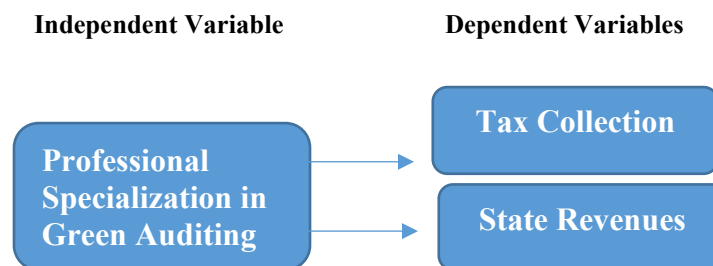 Independent Variable
Dependent Variables
Tax Collection
Professional
Specialization in
Green Auditing
State Revenues